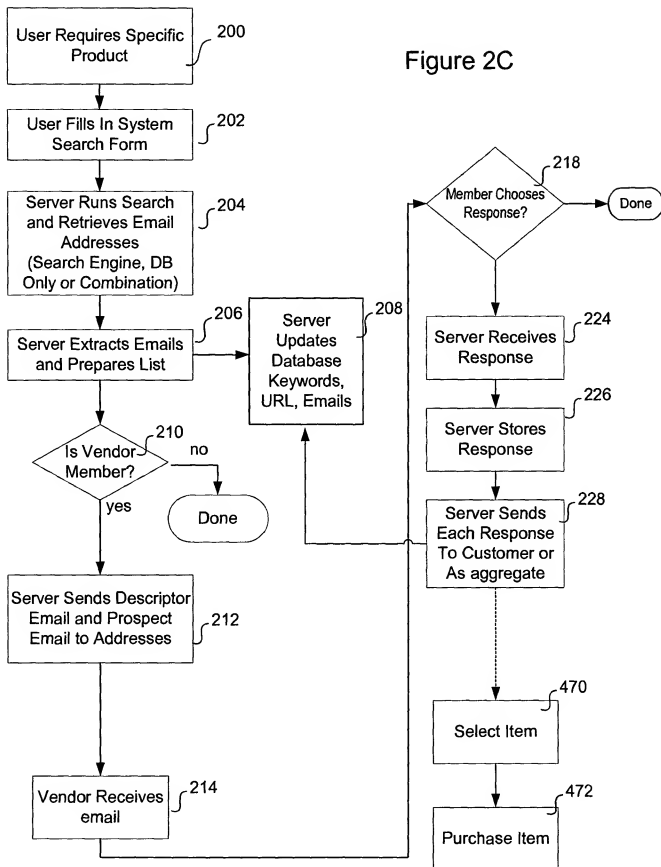 Figure 2C
User Requires Specific
Product
200
User Fills In System
Search Form
202
Server Runs Search
and Retrieves Email
Addresses
(Search Engine, DB
Only or Combination)
204
Server Extracts Emails
and Prepares List
206
Server
Updates
Database
Keywords,
URL, Emails
208
Is Vendor
Member?
210
no
Done
yes
Server Sends Descriptor
Email and Prospect
Email to Addresses
212
Vendor Receives
email
214
Member Chooses
Response?
218
Done
Server Receives
Response
224
Server Stores
Response
226
Server Sends
Each Response
To Customer or
As aggregate
228
Select Item
470
Purchase Item
472